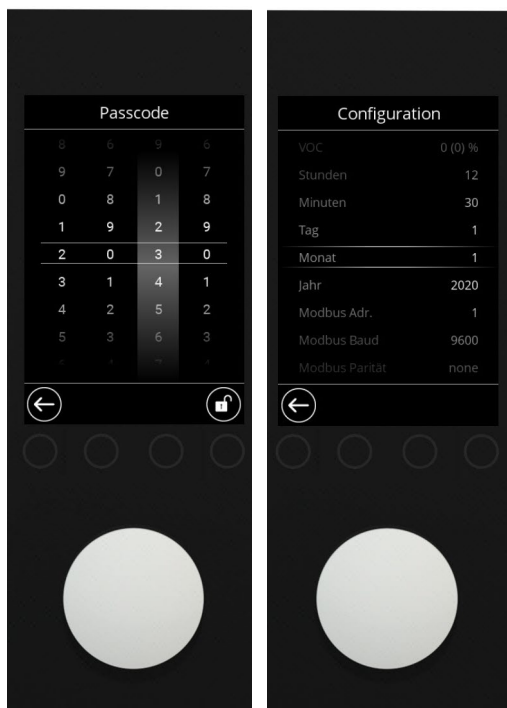 Passcode
8 6 9 6
9 7 0 7
0 8 1 8
1 9 2 9
2 0 3 0
3 1 4 1
4 2 5 2
5 3 6 3
Configuration
VOC 0 (0) %
Stunden 12
Minuten 30
Tag 1
Monat 1
Jahr 2020
Modbus Adr. 1
Modbus Baud 9600
Modbus Parität none